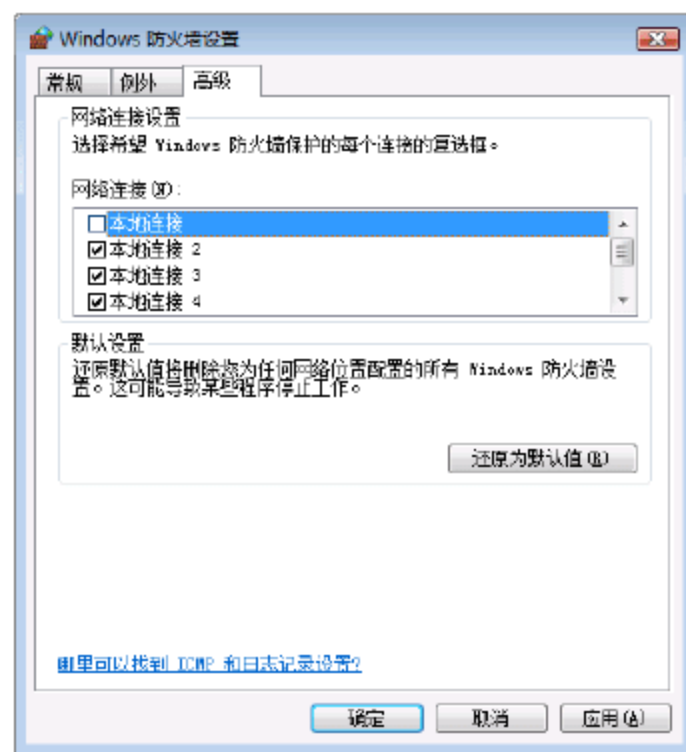 Windows 防火墙设置
常规 例外 高级
网络连接设置
选择希望 Windows 防火墙保护的每个连接的复选框。
网络连接(N):
本地连接
本地连接 2
本地连接 3
本地连接 4
默认设置
还原默认值将删除您为任何网络位置配置的所有 Windows 防火墙设
置。这可能导致某些程序停止工作。
还原为默认值(R)
哪里可以找到 ICMP 和日志记录设置?
确定 取消 应用(A)